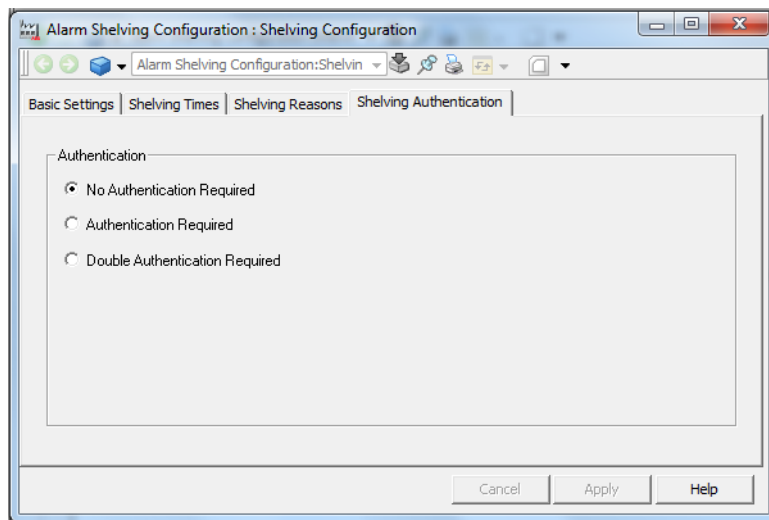 Alarm Shelving Configuration : Shelving Configuration
Alarm Shelving Configuration:Shelvin
Basic Settings Shelving Times Shelving Reasons Shelving Authentication
Authentication
No Authentication Required
Authentication Required
Double Authentication Required
Cancel Apply Help